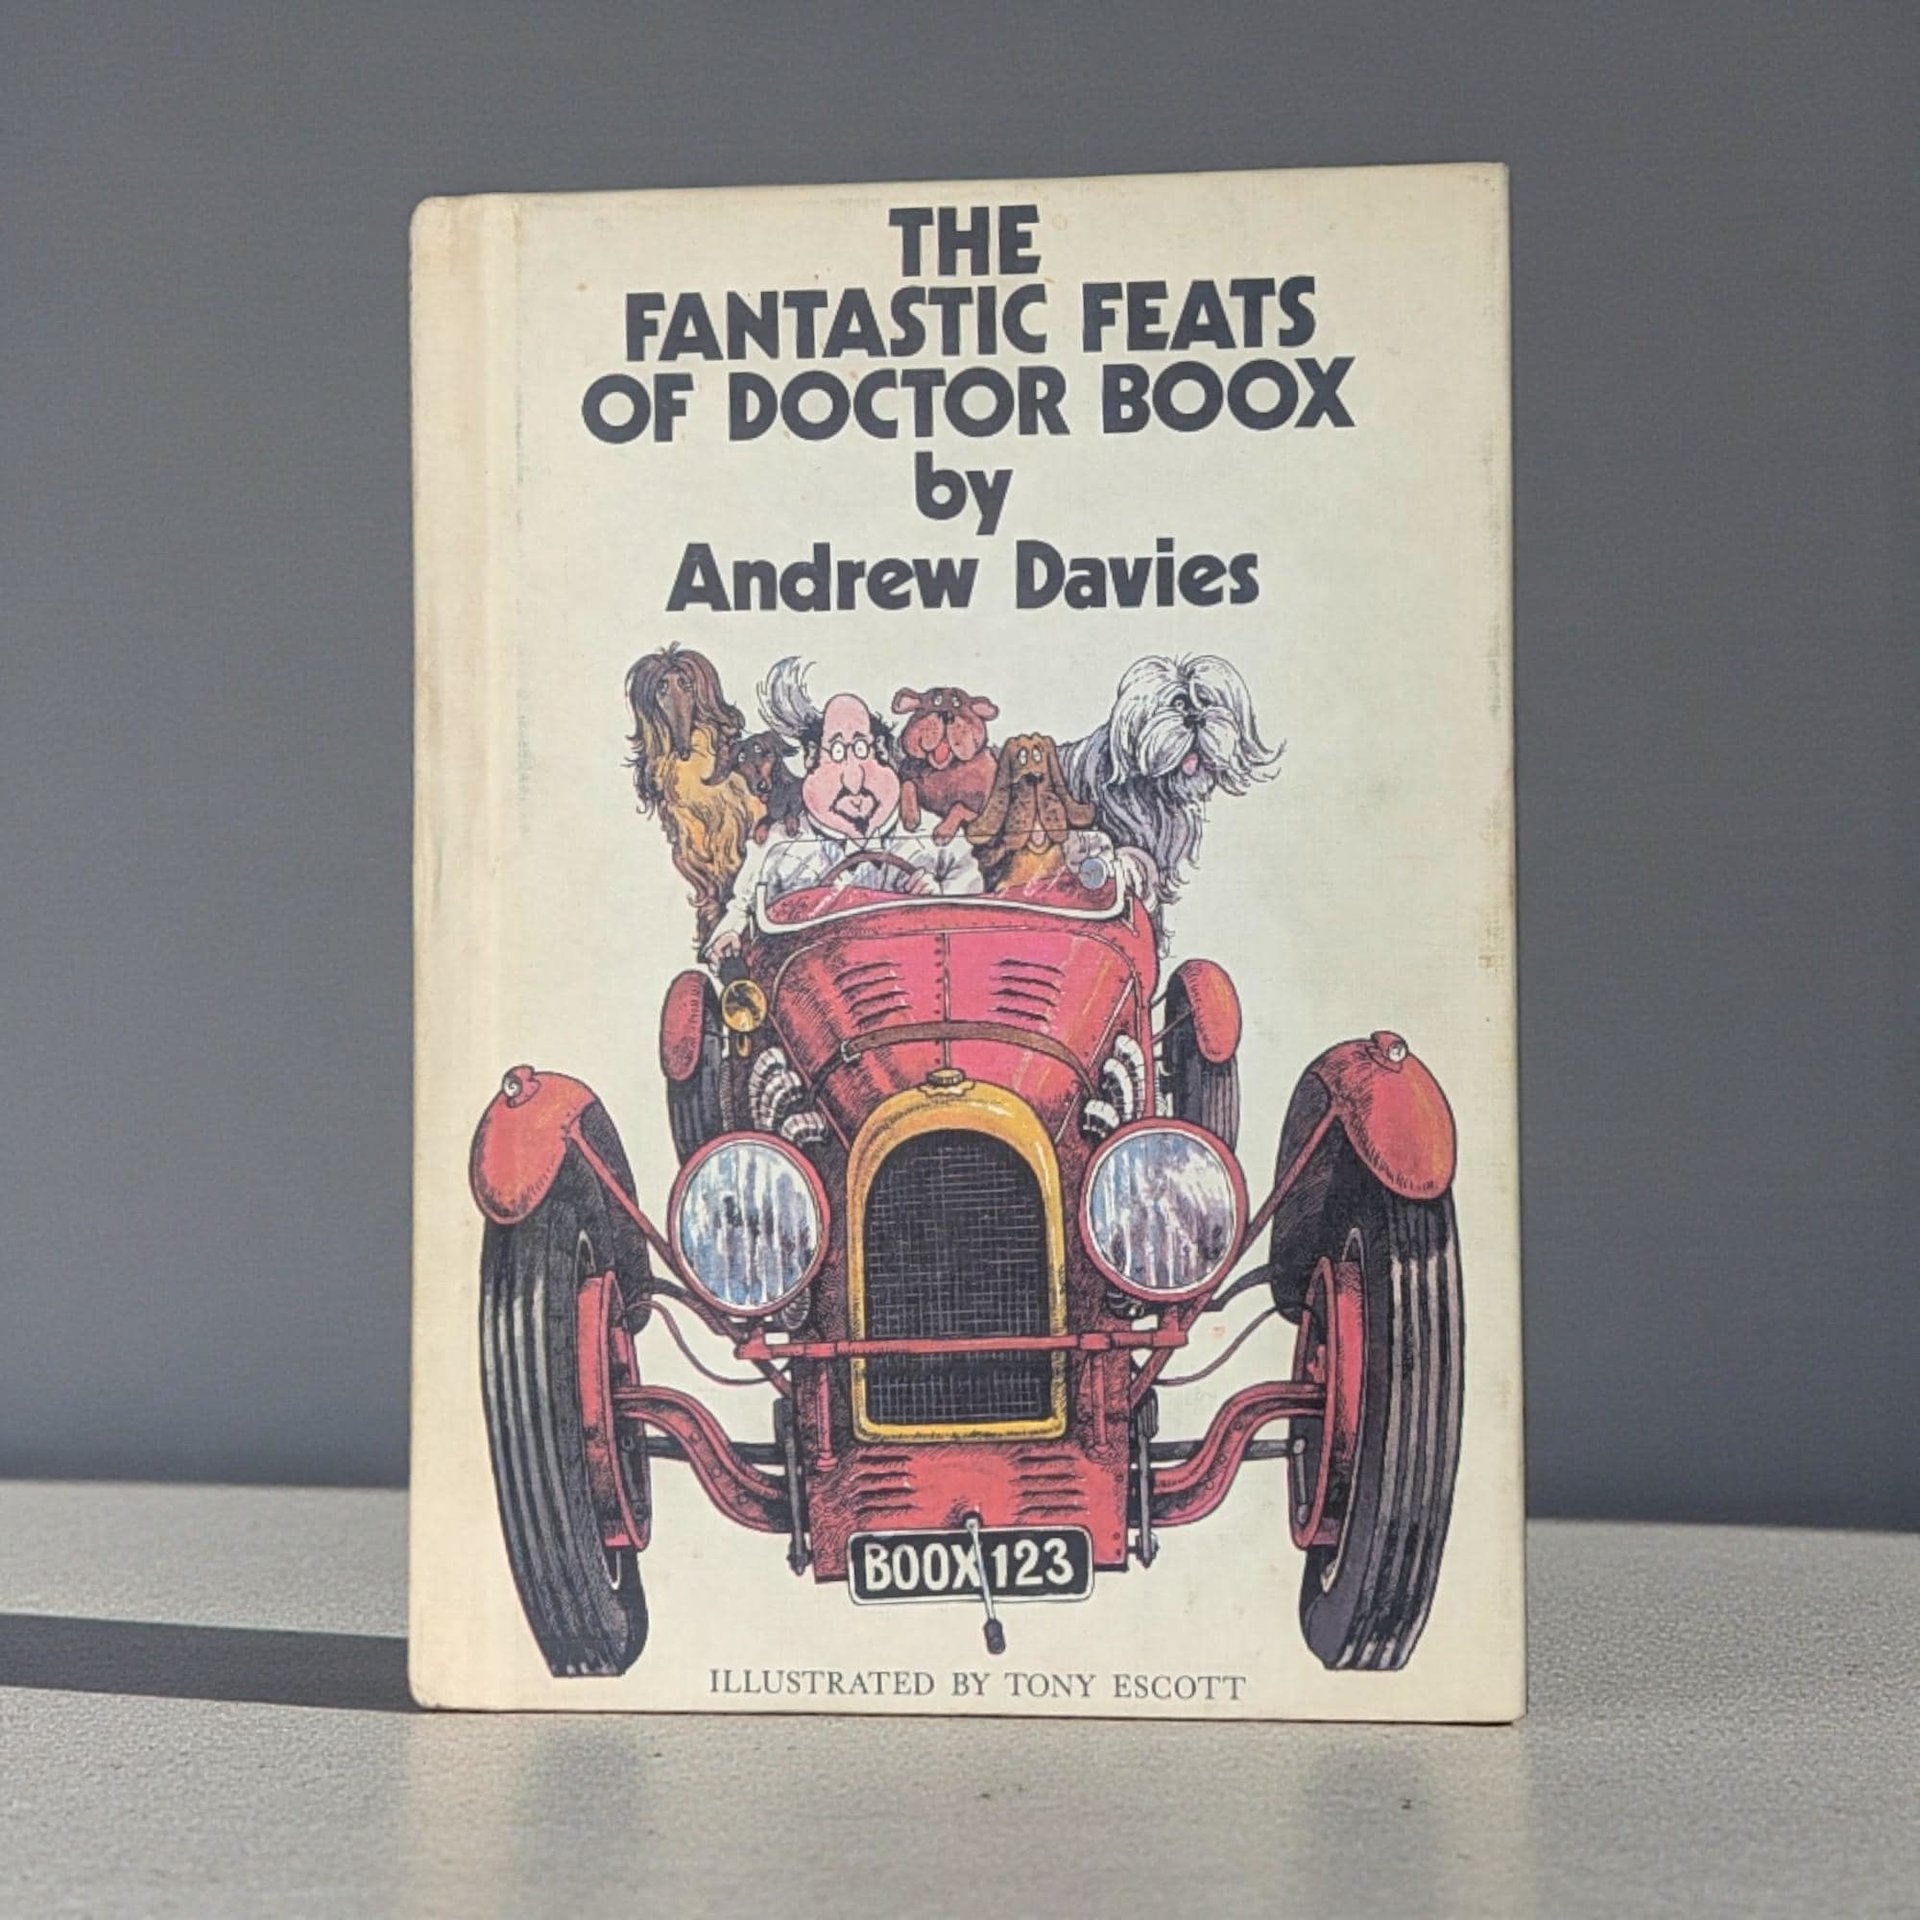 THE
FANTASTIC FEATS
OF DOCTOR BOOX
by
Andrew Davies
BOOX 123
ILLUSTRATED BY TONY ESCOTT